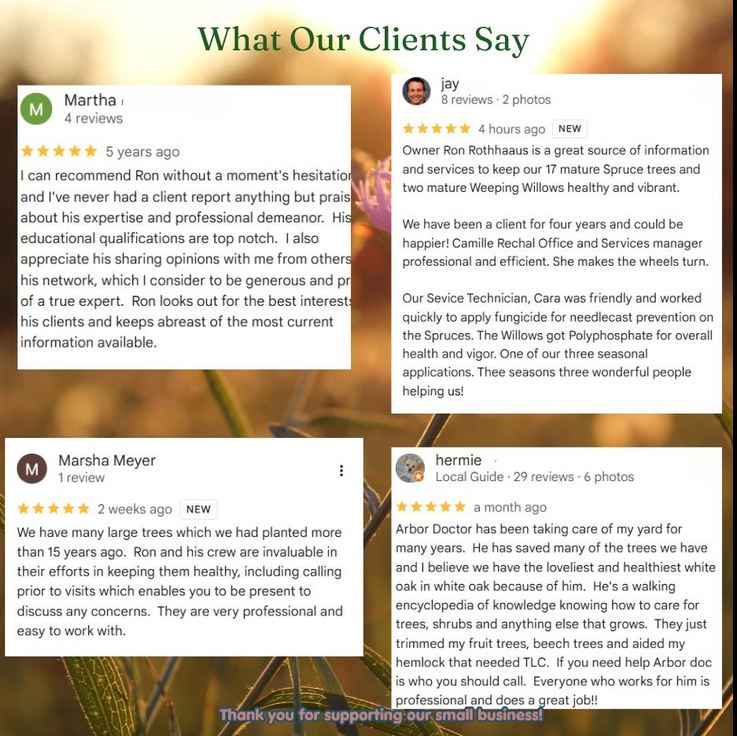 What Our Clients Say
Martha
4 reviews
5 years ago
I can recommend Ron without a moment's hesitation
and I've never had a client report anything but prais
about his expertise and professional demeanor. His
educational qualifications are top notch. I also
appreciate his sharing opinions with me from others
his network, which I consider to be generous and pr
of a true expert. Ron looks out for the best interests
his clients and keeps abreast of the most current
information available.
jay
8 reviews · 2 photos
4 hours ago NEW
Owner Ron Rothhaaus is a great source of information
and services to keep our 17 mature Spruce trees and
two mature Weeping Willows healthy and vibrant.
We have been a client for four years and could be
happier! Camille Rechal Office and Services manager
professional and efficient. She makes the wheels turn.
Our Sevice Technician, Cara was friendly and worked
quickly to apply fungicide for needlecast prevention on
the Spruces. The Willows got Polyphosphate for overall
health and vigor. One of our three seasonal
applications. Thee seasons three wonderful people
helping us!
M
M
Marsha Meyer
1 review
2 weeks ago NEW
We have many large trees which we had planted more
than 15 years ago. Ron and his crew are invaluable in
their efforts in keeping them healthy, including calling
prior to visits which enables you to be present to
discuss any concerns. They are very professional and
easy to work with.
hermie
Local Guide · 29 reviews · 6 photos
a month ago
Arbor Doctor has been taking care of my yard for
many years. He has saved many of the trees we have
and I believe we have the loveliest and healthiest white
oak in white oak because of him. He's a walking
encyclopedia of knowledge knowing how to care for
trees, shrubs and anything else that grows. They just
trimmed my fruit trees, beech trees and aided my
hemlock that needed TLC. If you need help Arbor doc
is who you should call. Everyone who works for him is
professional and does a great job!!
Thank you for supporting our small business!